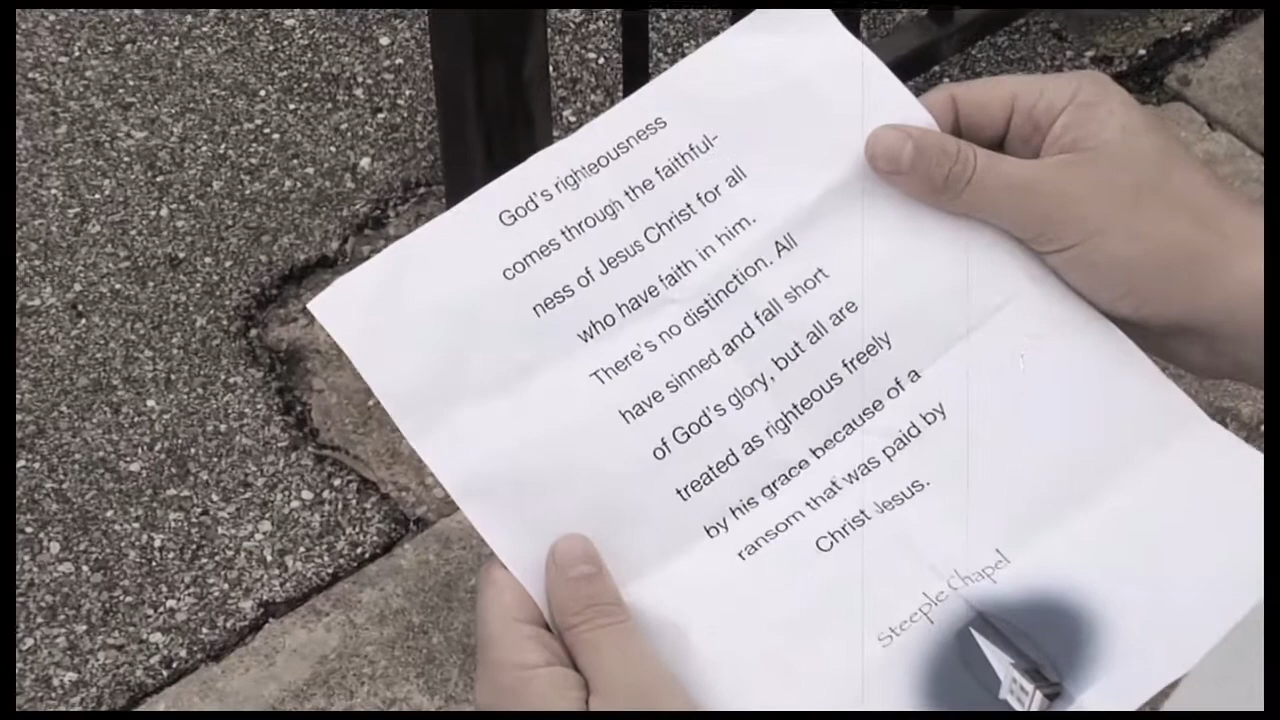 God's righteousness
comes through the faithful-
ness of Jesus Christ for all
who have faith in him.
There's no distinction. All
have sinned and fall short
of God's glory, but all are
treated as righteous freely
by his grace because of a
ransom that was paid by
Christ Jesus.
Steeple Chapel